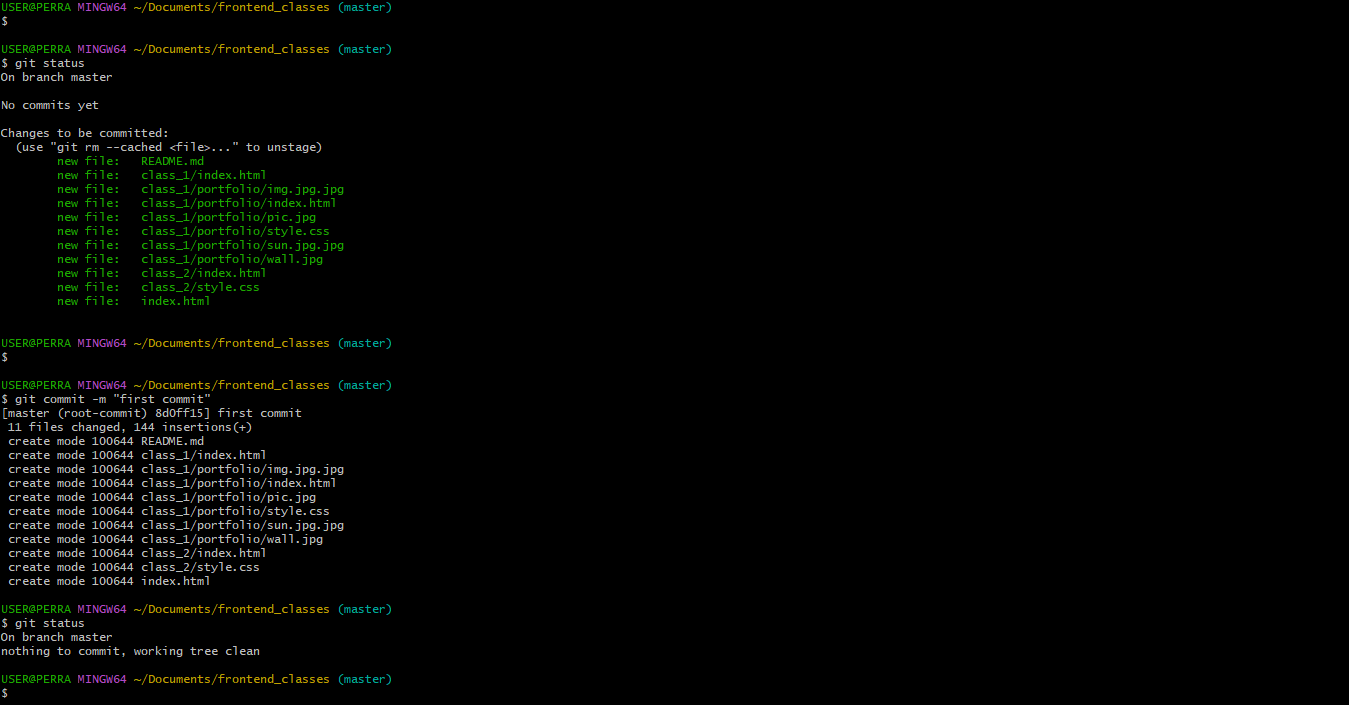 USER@PERRA MINGW64 ~/Documents/frontend_classes (master)
$
USER@PERRA MINGW64 ~/Documents/frontend_classes (master)
$ git status
On branch master
No commits yet
Changes to be committed:
  (use "git rm --cached <file>..." to unstage)
        new file:   README.md
        new file:   class_1/index.html
        new file:   class_1/portfolio/img.jpg.jpg
        new file:   class_1/portfolio/index.html
        new file:   class_1/portfolio/pic.jpg
        new file:   class_1/portfolio/style.css
        new file:   class_1/portfolio/sun.jpg.jpg
        new file:   class_1/portfolio/wall.jpg
        new file:   class_2/index.html
        new file:   class_2/style.css
        new file:   index.html
USER@PERRA MINGW64 ~/Documents/frontend_classes (master)
$
USER@PERRA MINGW64 ~/Documents/frontend_classes (master)
$ git commit -m "first commit"
[master (root-commit) 8d0ff15] first commit
 11 files changed, 144 insertions(+)
 create mode 100644 README.md
 create mode 100644 class_1/index.html
 create mode 100644 class_1/portfolio/img.jpg.jpg
 create mode 100644 class_1/portfolio/index.html
 create mode 100644 class_1/portfolio/pic.jpg
 create mode 100644 class_1/portfolio/style.css
 create mode 100644 class_1/portfolio/sun.jpg.jpg
 create mode 100644 class_1/portfolio/wall.jpg
 create mode 100644 class_2/index.html
 create mode 100644 class_2/style.css
 create mode 100644 index.html
USER@PERRA MINGW64 ~/Documents/frontend_classes (master)
$ git status
On branch master
nothing to commit, working tree clean
USER@PERRA MINGW64 ~/Documents/frontend_classes (master)
$